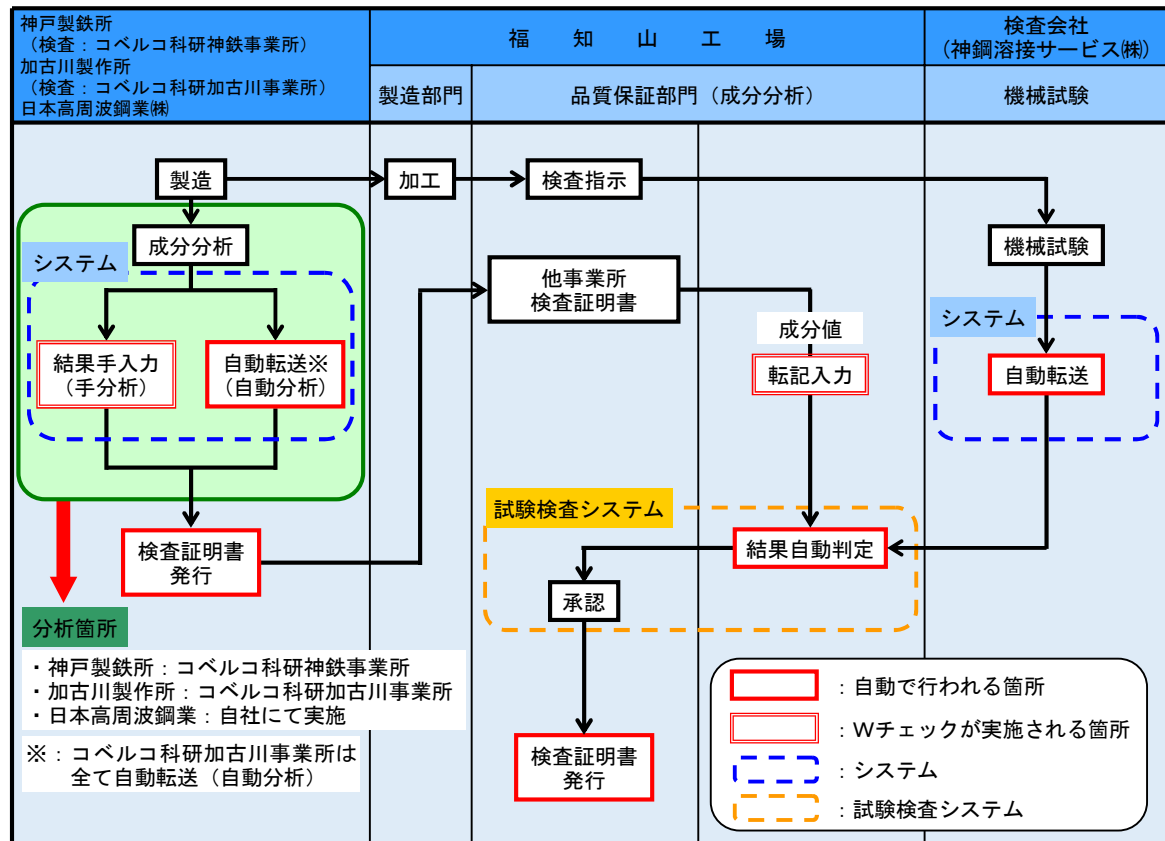 神戸製鉄所
（検査：コベルコ科研神鉄事業所）
加古川製作所
（検査：コベルコ科研加古川事業所）
日本高周波鋼業㈱
福知山工場
検査会社
（神鋼溶接サービス㈱）
製造部門
品質保証部門（成分分析）
機械試験
製造
加工
検査指示
成分分析
機械試験
システム
他事業所
検査証明書
システム
成分値
結果手入力
（手分析）
自動転送※
（自動分析）
転記入力
自動転送
試験検査システム
検査証明書
発行
結果自動判定
承認
分析箇所
・神戸製鉄所：コベルコ科研神鉄事業所
・加古川製作所：コベルコ科研加古川事業所
・日本高周波鋼業：自社にて実施
※：コベルコ科研加古川事業所は
全て自動転送（自動分析）
検査証明書
発行
：自動で行われる箇所
：Wチェックが実施される箇所
：システム
：試験検査システム